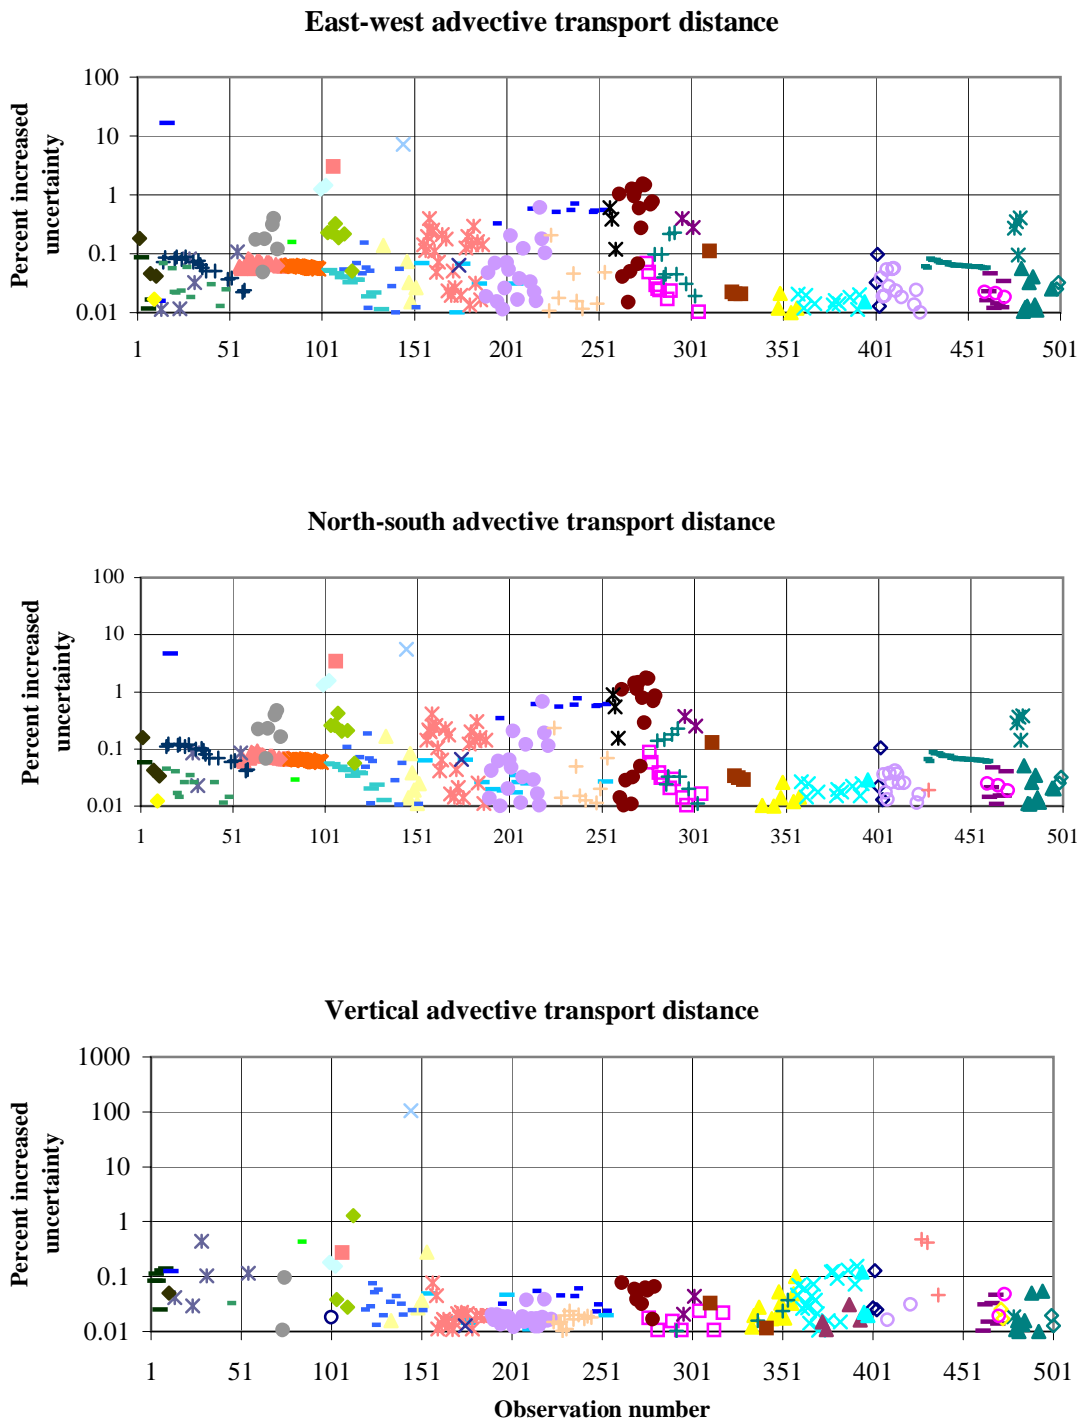 East-west advective transport distance
Percent increased
uncertainty
100
10
1
0.1
0.01
1 51 101 151 201 251 301 351 401 451 501
North-south advective transport distance
Percent increased
uncertainty
100
10
1
0.1
0.01
1 51 101 151 201 251 301 351 401 451 501
Vertical advective transport distance
Percent increased
uncertainty
1000
100
10
1
0.1
0.01
1 51 101 151 201 251 301 351 401 451 501
Observation number